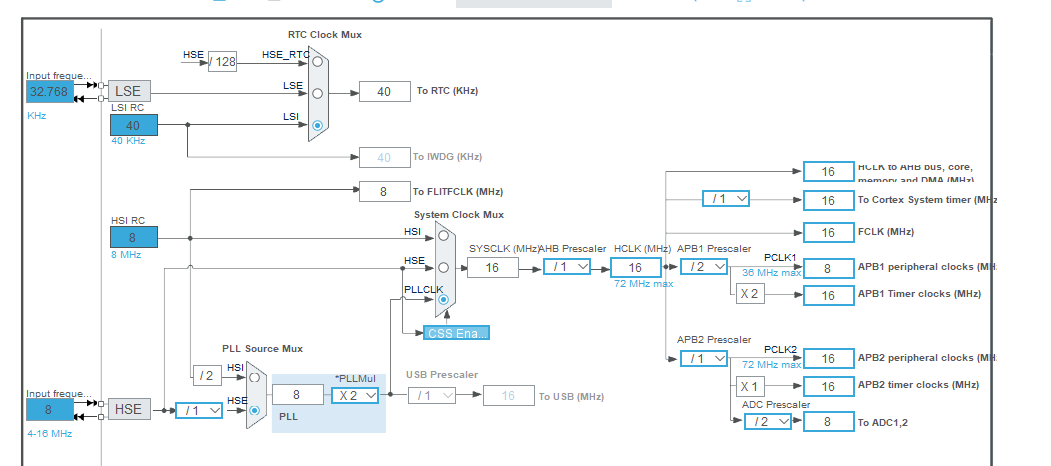 RTC Clock Mux
HSE
/ 128
HSE_RTC
Input freque...
32.768
KHz
LSE
LSE
40
To RTC (KHz)
LSI RC
40
40 KHz
LSI
40
To IWDG (KHz)
8
To FLITFCLK (MHz)
HSI RC
8
8 MHz
System Clock Mux
HSI
HSE
PLLCLK
SYSCLK (MHz)
16
AHB Prescaler
/ 1
HCLK (MHz)
16
72 MHz max
CSS Ena...
16
HCLK to AHB bus, core,
memory and DMA (MHz)
/ 1
16
To Cortex System timer (MHz
16
FCLK (MHz)
APB1 Prescaler
/ 2
PCLK1
36 MHz max
8
APB1 peripheral clocks (MH
X 2
16
APB1 Timer clocks (MHz)
APB2 Prescaler
/ 1
PCLK2
72 MHz max
16
APB2 peripheral clocks (MH
X 1
16
APB2 timer clocks (MHz)
ADC Prescaler
/ 2
8
To ADC1,2
PLL Source Mux
/ 2
HSI
Input freque...
8
4-16 MHz
HSE
/ 1
HSE
8
*PLLMul
X 2
PLL
USB Prescaler
/ 1
16
To USB (MHz)